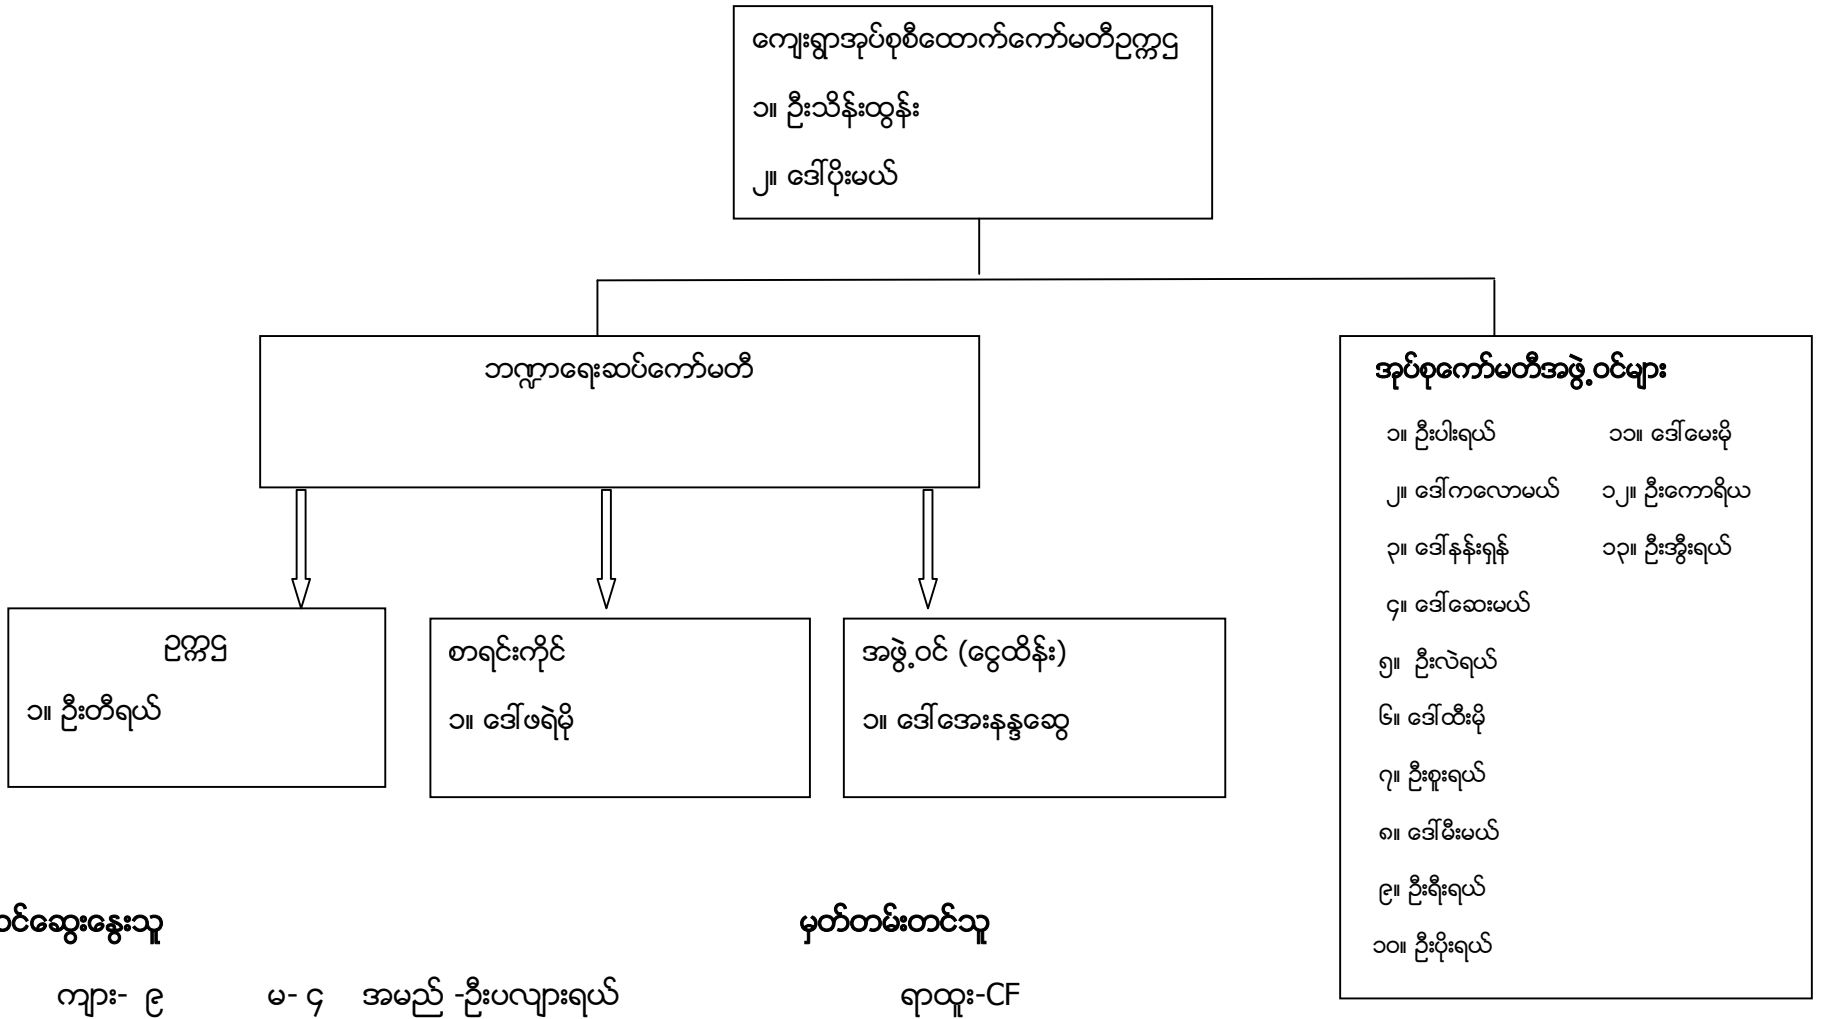 ကျေးရွာအုပ်စုစီထောက်ကော်မတီဥက္ကဌ
၁။ ဦးသိန်းထွန်း
၂။ ဒေါ်ပိုးမယ်
ဘဏ္ဍာရေးဆပ်ကော်မတီ
ဥက္ကဌ
၁။ ဦးတီရယ်
စာရင်းကိုင်
၁။ ဒေါ်ဖရဲမို
အဖွဲ့ဝင် (ငွေထိန်း)
၁။ ဒေါ်အေးနန္ဒဆွေ
အုပ်စုကော်မတီအဖွဲ့ဝင်များ
၁။ ဦးပါးရယ် ၁၁။ ဒေါ်မေးမို
၂။ ဒေါ်ကလောမယ် ၁၂။ ဦးကောရိယ
၃။ ဒေါ်နန်းရှန် ၁၃။ ဦးအွီးရယ်
၄။ ဒေါ်ဆေးမယ်
၅။ ဦးလဲရယ်
၆။ ဒေါ်ထီးမို
၇။ ဦးစူးရယ်
၈။ ဒေါ်မီးမယ်
၉။ ဦးရီးရယ်
၁၀။ ဦးပိုးရယ်
ဝင်ဆွေးနွေးသူ မှတ်တမ်းတင်သူ
ကျား- ၉ မ- ၄ အမည် -ဦးပလျားရယ် ရာထူး-CF